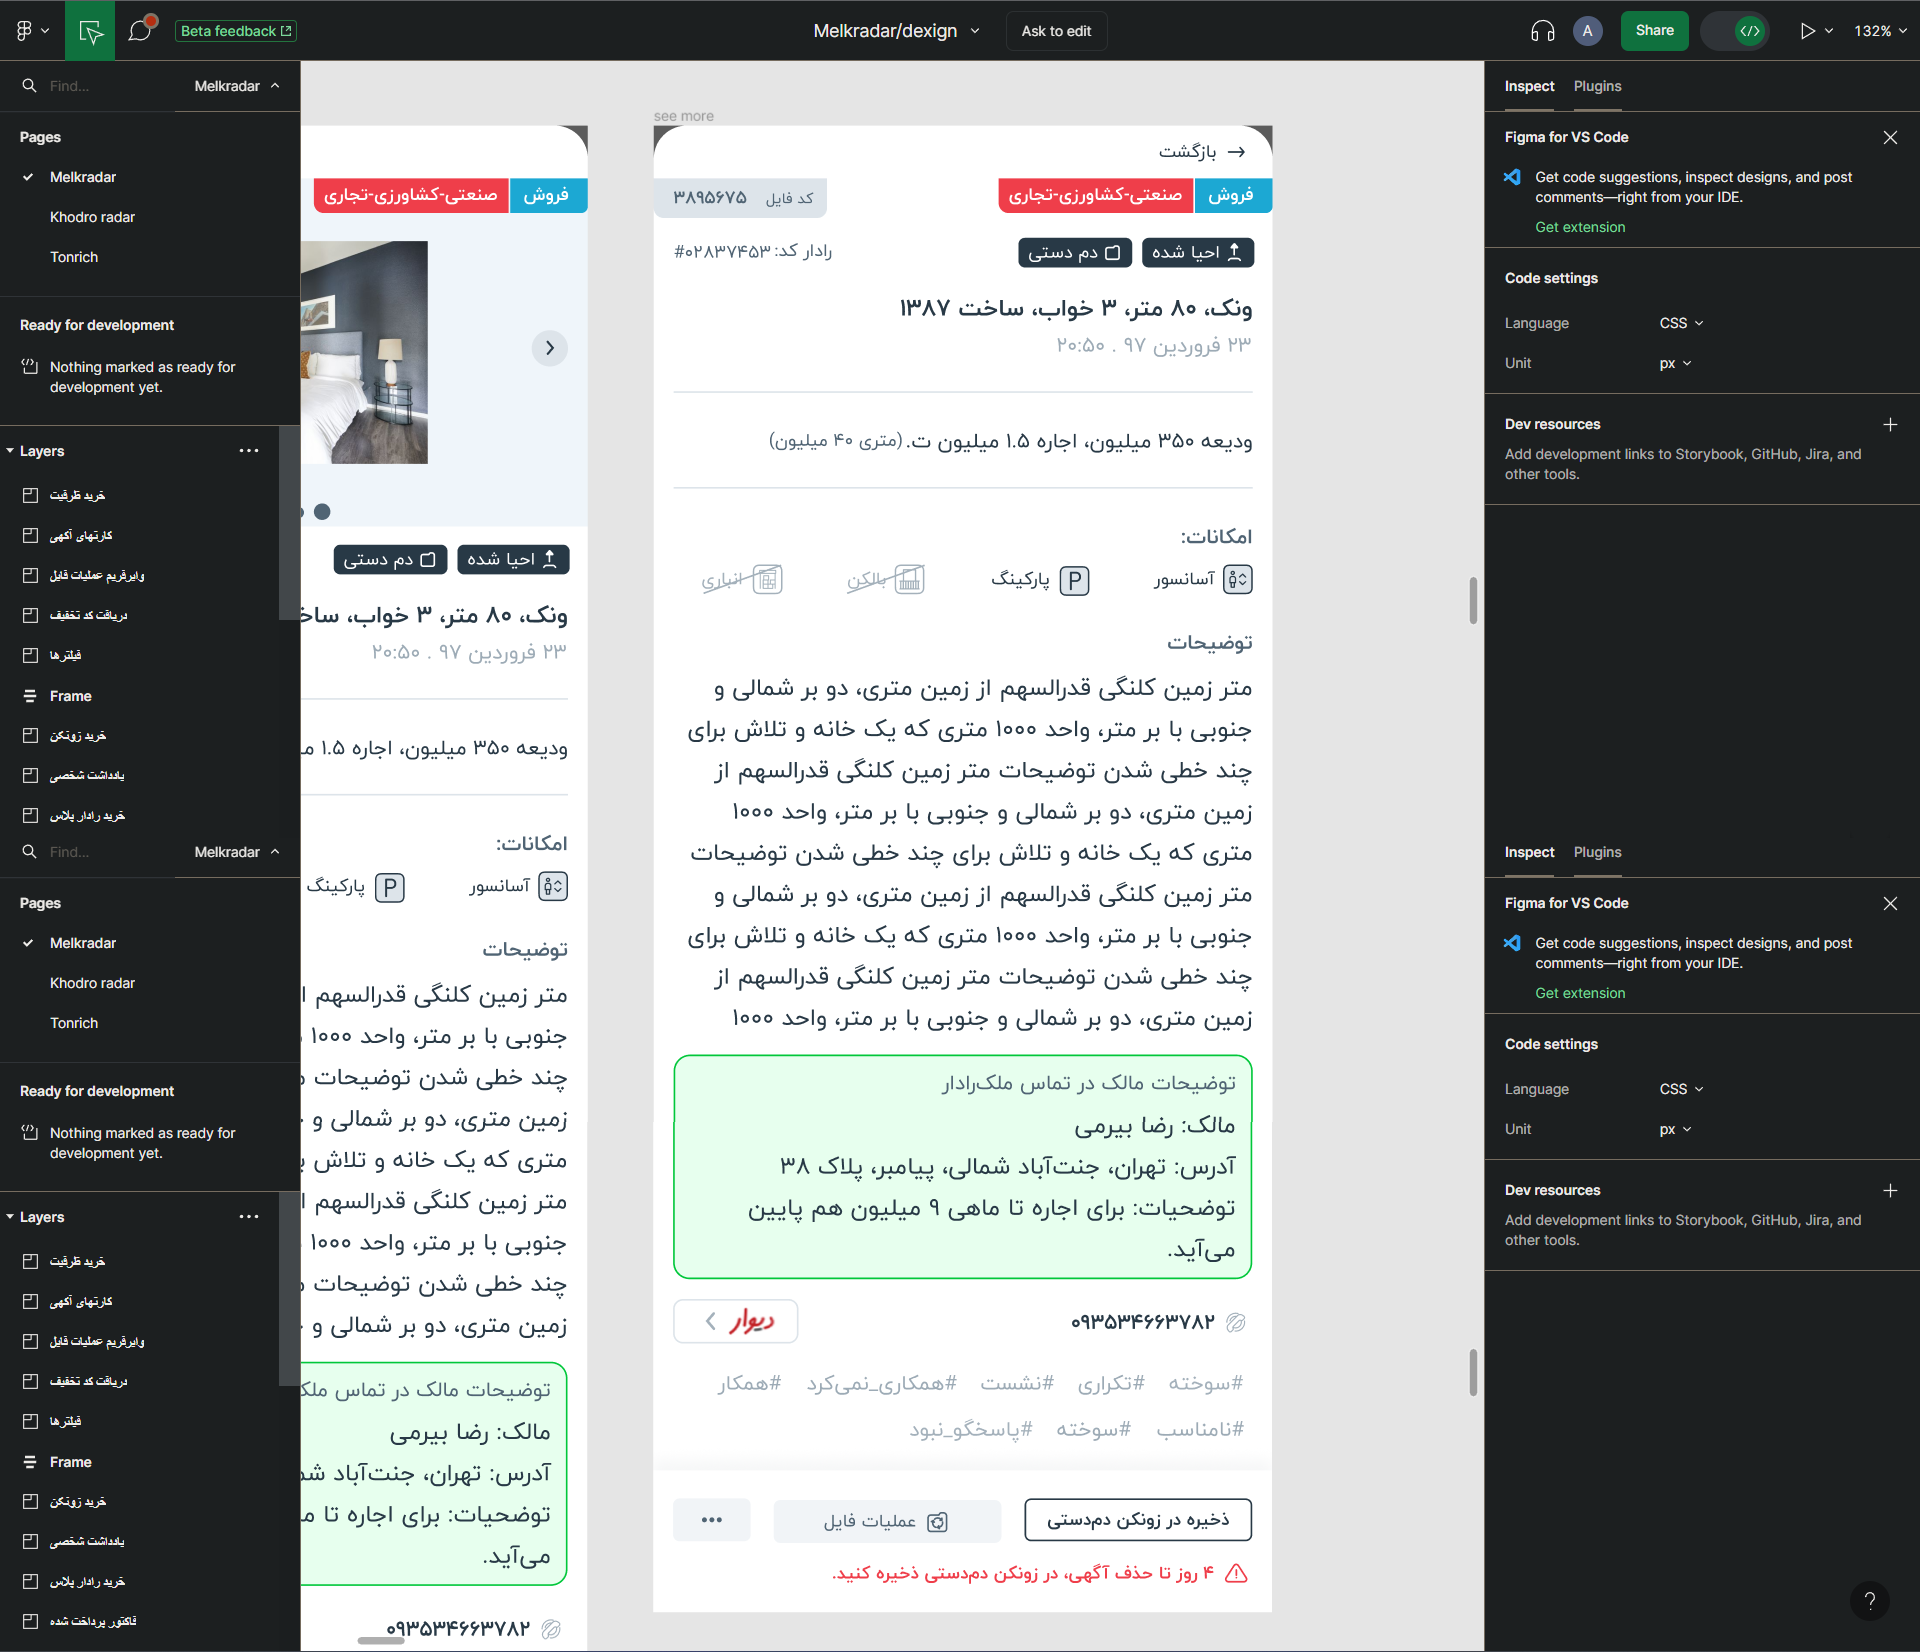 Beta feedback
Melkradar/dexign
Ask to edit
A
Share
132%
Find...
Melkradar
Pages
Melkradar
Khodro radar
Tonrich
Ready for development
Nothing marked as ready for
development yet.
Layers
خرید ظرفیت
کارتهای آگهی
وایرفریم عملیات فایل
دریافت کد تخفیف
فیلترها
Frame
خرید زونکن
یادداشت شخصی
خرید رادار پلاس
Find...
Melkradar
Pages
Melkradar
Khodro radar
Tonrich
Ready for development
Nothing marked as ready for
development yet.
Layers
خرید ظرفیت
کارتهای آگهی
وایرفریم عملیات فایل
دریافت کد تخفیف
فیلترها
Frame
خرید زونکن
یادداشت شخصی
خرید رادار پلاس
فاکتور پرداخت شده
فروش
صنعتی-کشاورزی-تجاری
احیا شده
دم دستی
ونک، ۸۰ متر، ۳ خواب، ساخ
۲۳ فروردین ۹۷ . ۲۰:۵۰
ودیعه ۳۵۰ میلیون، اجاره ۱.۵ م
امکانات:
آسانسور
پارکینگ
توضیحات
متر زمین کلنگی قدرالسهم ا
جنوبی با بر متر، واحد ۱۰۰۰
چند خطی شدن توضیحات
زمین متری، دو بر شمالی و
متری که یک خانه و تلاش
متر زمین کلنگی قدرالسهم ا
جنوبی با بر متر، واحد ۱۰۰۰
چند خطی شدن توضیحات
زمین متری، دو بر شمالی و
توضیحات مالک در تماس ملک
مالک: رضا بیرمی
آدرس: تهران، جنت‌آباد شم
توضحیات: برای اجاره تا م
می‌آید.
۰۹۳۵۳۴۶۶۳۷۸۲
see more
بازگشت
فروش
صنعتی-کشاورزی-تجاری
کد فایل ۳۸۹۵۶۷۵
احیا شده
دم دستی
رادار کد: ۰۲۸۳۷۴۵۳#
ونک، ۸۰ متر، ۳ خواب، ساخت ۱۳۸۷
۲۳ فروردین ۹۷ . ۲۰:۵۰
ودیعه ۳۵۰ میلیون، اجاره ۱.۵ میلیون ت. (متری ۴۰ میلیون)
امکانات:
آسانسور
پارکینگ
بالکن
انباری
توضیحات
متر زمین کلنگی قدرالسهم از زمین متری، دو بر شمالی و
جنوبی با بر متر، واحد ۱۰۰۰ متری که یک خانه و تلاش برای
چند خطی شدن توضیحات متر زمین کلنگی قدرالسهم از
زمین متری، دو بر شمالی و جنوبی با بر متر، واحد ۱۰۰۰
متری که یک خانه و تلاش برای چند خطی شدن توضیحات
متر زمین کلنگی قدرالسهم از زمین متری، دو بر شمالی و
جنوبی با بر متر، واحد ۱۰۰۰ متری که یک خانه و تلاش برای
چند خطی شدن توضیحات متر زمین کلنگی قدرالسهم از
زمین متری، دو بر شمالی و جنوبی با بر متر، واحد ۱۰۰۰
توضیحات مالک در تماس ملک‌رادار
مالک: رضا بیرمی
آدرس: تهران، جنت‌آباد شمالی، پیامبر، پلاک ۳۸
توضحیات: برای اجاره تا ماهی ۹ میلیون هم پایین
می‌آید.
۰۹۳۵۳۴۶۶۳۷۸۲
دیوار
#سوخته #تکراری #نشست #همکاری_نمی‌کرد #همکار
#نامناسب #سوخته #پاسخگو_نبود
ذخیره در زونکن دم‌دستی
عملیات فایل
۴ روز تا حذف آگهی، در زونکن دم‌دستی ذخیره کنید.
Inspect
Plugins
Figma for VS Code
Get code suggestions, inspect designs, and post
comments—right from your IDE.
Get extension
Code settings
Language CSS
Unit px
Dev resources
Add development links to Storybook, GitHub, Jira, and
other tools.
Inspect
Plugins
Figma for VS Code
Get code suggestions, inspect designs, and post
comments—right from your IDE.
Get extension
Code settings
Language CSS
Unit px
Dev resources
Add development links to Storybook, GitHub, Jira, and
other tools.
?